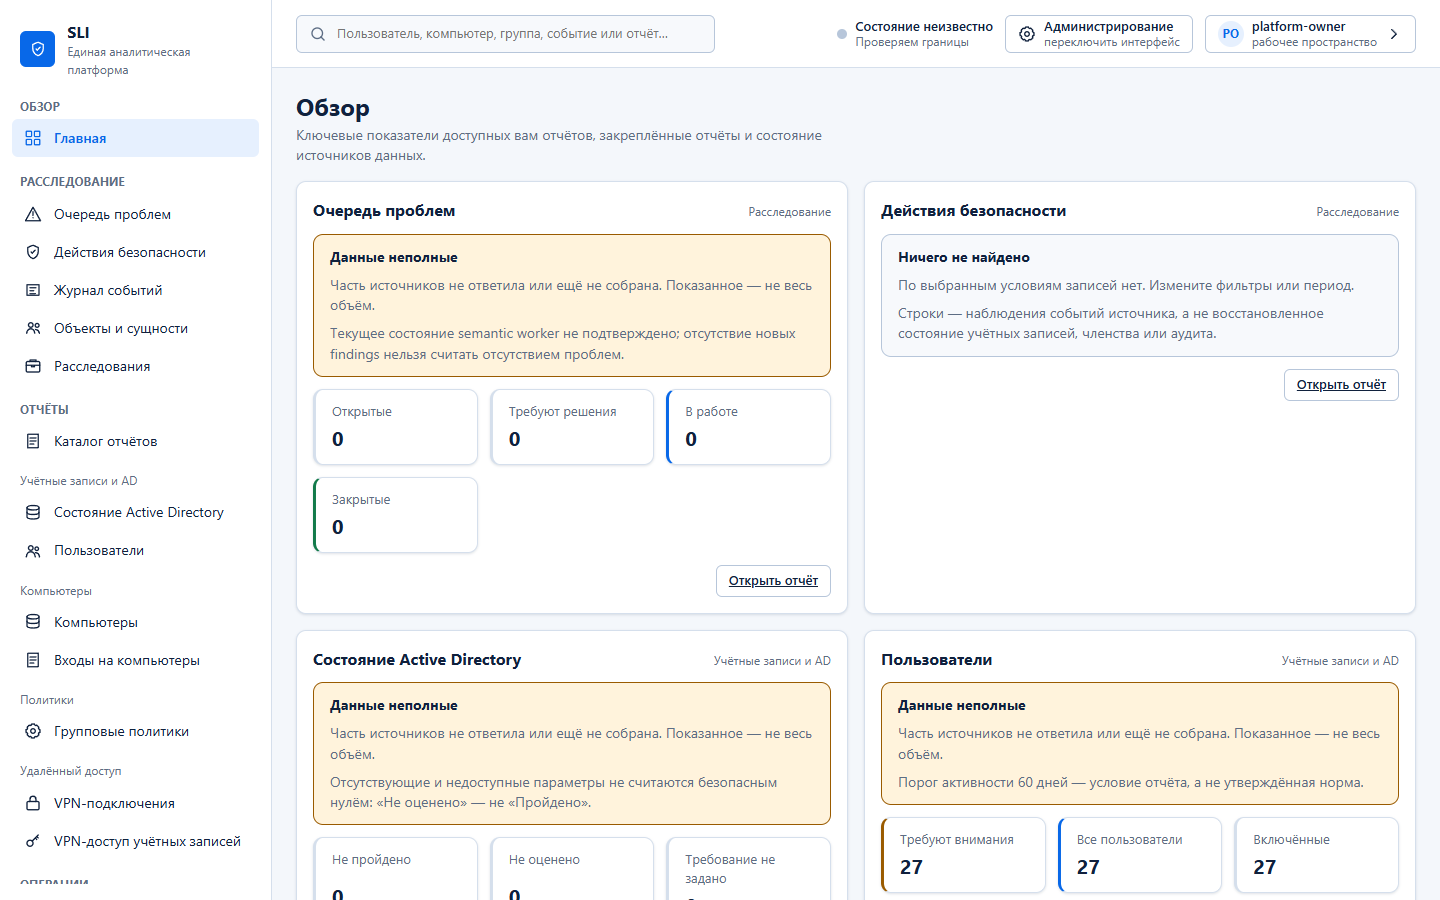 SLI
Единая аналитическая
платформа
ОБЗОР
Главная
РАССЛЕДОВАНИЕ
Очередь проблем
Действия безопасности
Журнал событий
Объекты и сущности
Расследования
ОТЧЁТЫ
Каталог отчётов
Учётные записи и AD
Состояние Active Directory
Пользователи
Компьютеры
Компьютеры
Входы на компьютеры
Политики
Групповые политики
Удалённый доступ
VPN-подключения
VPN-доступ учётных записей
ОПЕРАЦИИ
Пользователь, компьютер, группа, событие или отчёт...
Состояние неизвестно
Проверяем границы
Администрирование
переключить интерфейс
PO
platform-owner
рабочее пространство
Обзор
Ключевые показатели доступных вам отчётов, закреплённые отчёты и состояние
источников данных.
Очередь проблем
Расследование
Данные неполные
Часть источников не ответила или ещё не собрана. Показанное — не весь
объём.
Текущее состояние semantic worker не подтверждено; отсутствие новых
findings нельзя считать отсутствием проблем.
Открытые
0
Требуют решения
0
В работе
0
Закрытые
0
Открыть отчёт
Действия безопасности
Расследование
Ничего не найдено
По выбранным условиям записей нет. Измените фильтры или период.
Строки — наблюдения событий источника, а не восстановленное
состояние учётных записей, членства или аудита.
Открыть отчёт
Состояние Active Directory
Учётные записи и AD
Данные неполные
Часть источников не ответила или ещё не собрана. Показанное — не весь
объём.
Отсутствующие и недоступные параметры не считаются безопасным
нулём: «Не оценено» — не «Пройдено».
Не пройдено
0
Не оценено
0
Требование не
задано
Пользователи
Учётные записи и AD
Данные неполные
Часть источников не ответила или ещё не собрана. Показанное — не весь
объём.
Порог активности 60 дней — условие отчёта, а не утверждённая норма.
Требуют внимания
27
Все пользователи
27
Включённые
27